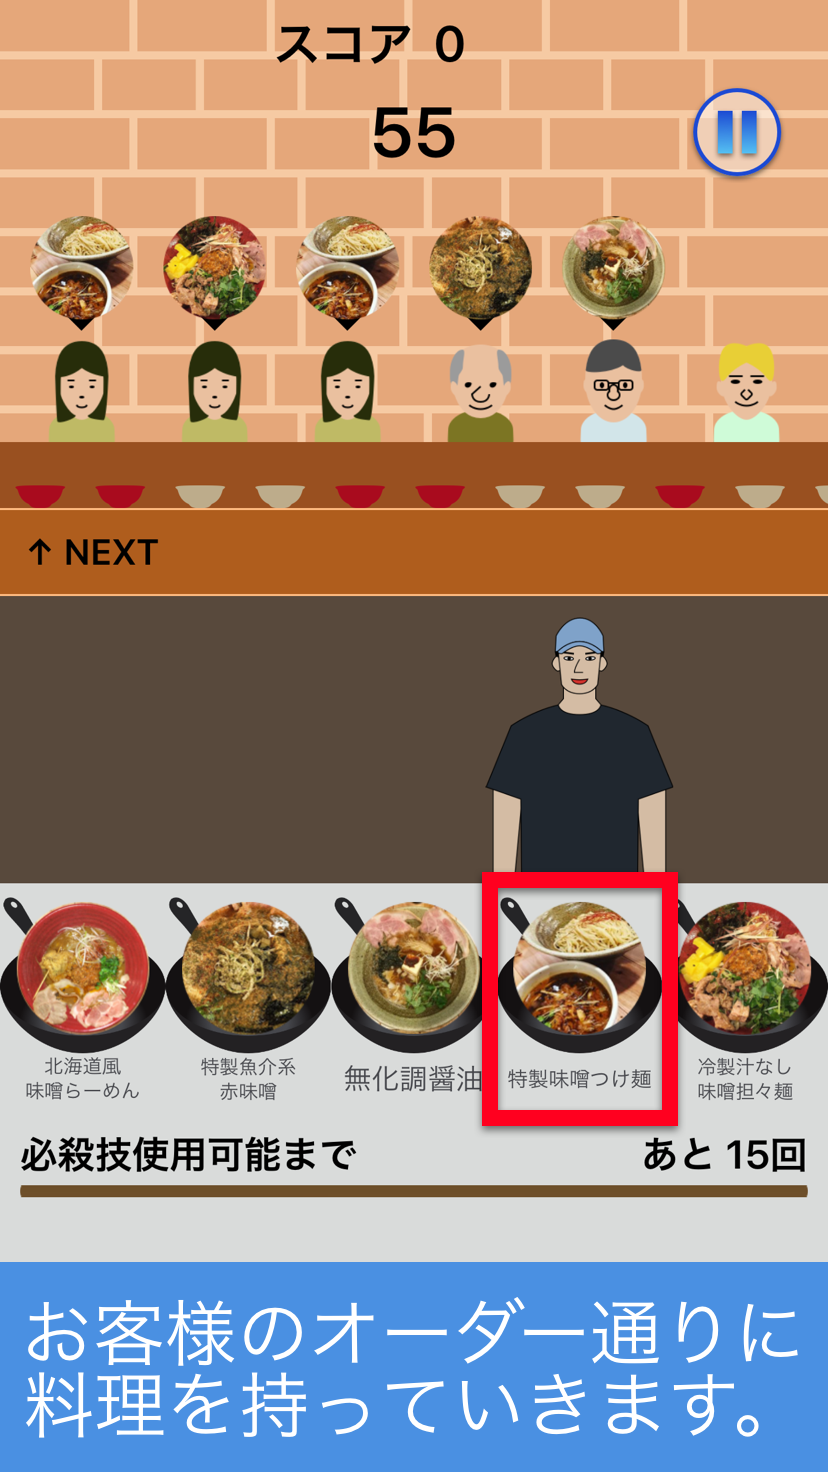 スコア 0
55
↑ NEXT
北海道風
味噌らーめん
特製魚介系
赤味噌
無化調醤油
特製味噌つけ麺
冷製汁なし
味噌担々麺
必殺技使用可能まで
あと 15回
お客様のオーダー通りに
料理を持っていきます。